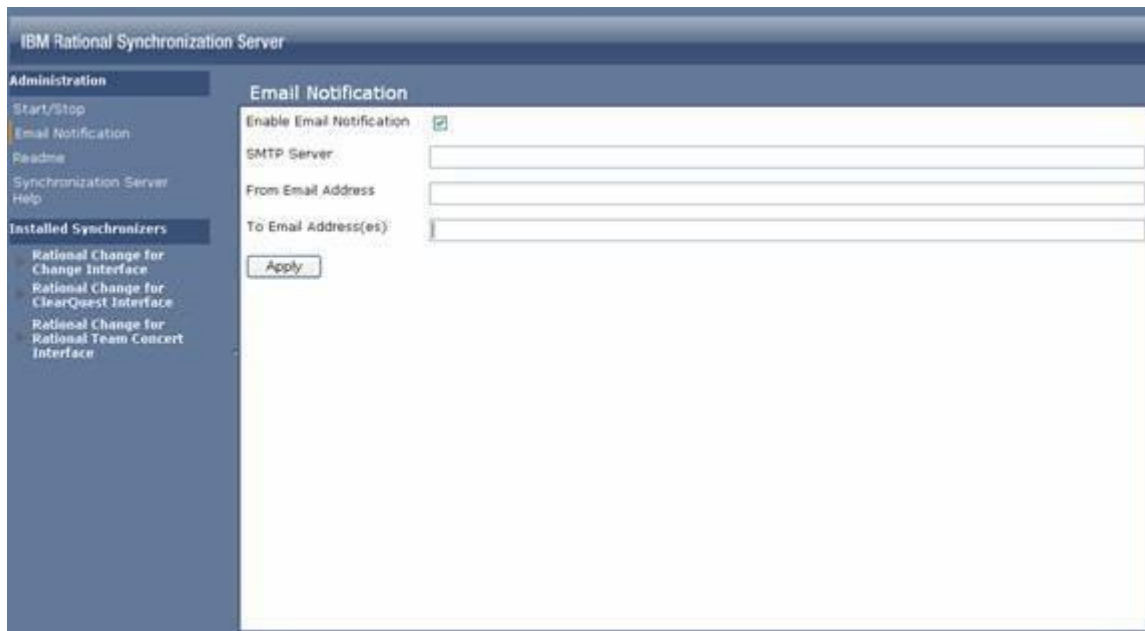 IBM Rational Synchronization Server
Administration
Start/Stop
Email Notification
Readme
Synchronization Server
Help
Installed Synchronizers
Rational Change for
Change Interface
Rational Change for
ClearQuest Interface
Rational Change for
Rational Team Concert
Interface
Email Notification
Enable Email Notification
SMTP Server
From Email Address
To Email Address(es)
Apply